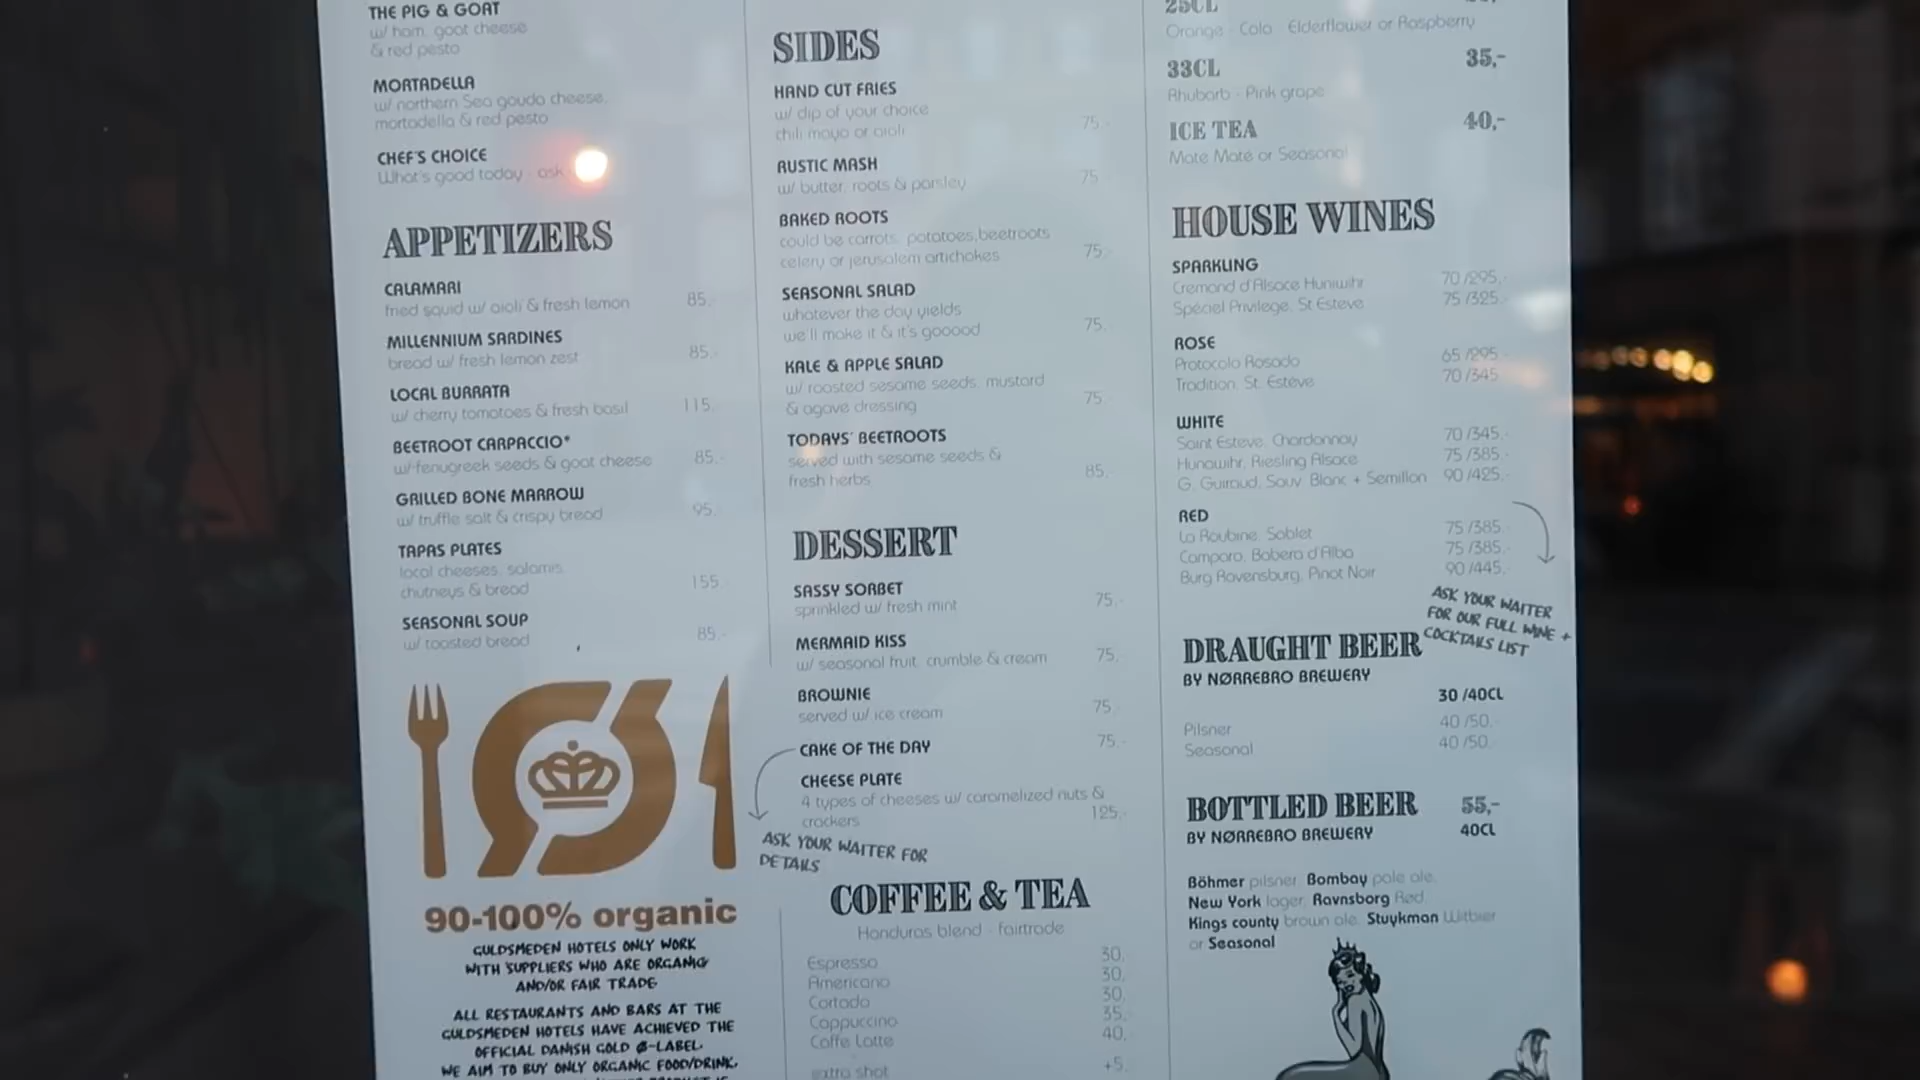 THE PIG & GOAT
w/ ham, goat cheese
& red pesto
MORTADELLA
w/ northern Sea gouda cheese,
mortadella & red pesto
CHEF'S CHOICE
What's good today - ask
APPETIZERS
CALAMARI
fried squid w/ aioli & fresh lemon 85,-
MILLENNIUM SARDINES
bread w/ fresh lemon zest 85,-
LOCAL BURRATA
w/ cherry tomatoes & fresh basil 115,-
BEETROOT CARPACCIO*
w/ fenugreek seeds & goat cheese 85,-
GRILLED BONE MARROW
w/ truffle salt & crispy bread 95,-
TAPAS PLATES
local cheeses, salamis,
chutneys & bread 155,-
SEASONAL SOUP
w/ toasted bread 85,-
90-100% organic
GULDSMEDEN HOTELS ONLY WORK
WITH SUPPLIERS WHO ARE ORGANIC
AND/OR FAIR TRADE
ALL RESTAURANTS AND BARS AT THE
GULDSMEDEN HOTELS HAVE ACHIEVED THE
OFFICIAL DANISH GOLD Ø-LABEL.
WE AIM TO BUY ONLY ORGANIC FOOD/DRINK,
SIDES
HAND CUT FRIES
w/ dip of your choice
chili mayo or aioli 75,-
RUSTIC MASH
w/ butter, roots & parsley 75
BAKED ROOTS
could be carrots, potatoes,beetroots
celery or jerusalem artichokes 75,-
SEASONAL SALAD
whatever the day yields
we'll make it & it's gooood 75,
KALE & APPLE SALAD
w/ roasted sesame seeds, mustard
& agave dressing 75,
TODAYS' BEETROOTS
served with sesame seeds &
fresh herbs 85,
DESSERT
SASSY SORBET
sprinkled w/ fresh mint 75,-
MERMAID KISS
w/ seasonal fruit, crumble & cream 75,
BROWNIE
served w/ ice cream 75,-
CAKE OF THE DAY 75,-
CHEESE PLATE
4 types of cheeses w/ caramelized nuts &
crackers 125,-
ASK YOUR WAITER FOR
DETAILS
COFFEE & TEA
Honduras blend - fairtrade
Espresso 30,
Americano 30,
Cortado 30,
Cappuccino 35,
Caffe Latte 40,
extra shot +5,
25CL
Orange - Cola - Elderflower or Raspberry
33CL 35,-
Rhubarb - Pink grape
ICE TEA 40,-
Maté Maté or Seasonal
HOUSE WINES
SPARKLING
Cremand d'Alsace Huniwihr 70 /295,-
Speciel Privilege, St Esteve 75 /325,-
ROSE
Protocolo Rosado 65 /295
Tradition, St. Estéve 70 /345
WHITE
Saint Esteve, Chardonnay 70 /345,-
Hunawihr, Riesling Alsace 75 /385,-
G. Guiraud, Sauv. Blanc + Semillon 90 /425,-
RED
La Roubine, Sablet 75 /385,
Camparo, Babera d'Alba 75 /385,
Burg Ravensburg, Pinot Noir 90 /445,-
ASK YOUR WAITER
FOR OUR FULL WINE +
COCKTAILS LIST
DRAUGHT BEER
BY NØRREBRO BREWERY
30 /40CL
Pilsner 40 /50,
Seasonal 40 /50,
BOTTLED BEER 55,-
BY NØRREBRO BREWERY 40CL
Böhmer pilsner, Bombay pale ale,
New York lager, Ravnsborg Rød,
Kings county brown ale, Stuykman Witbier
or Seasonal